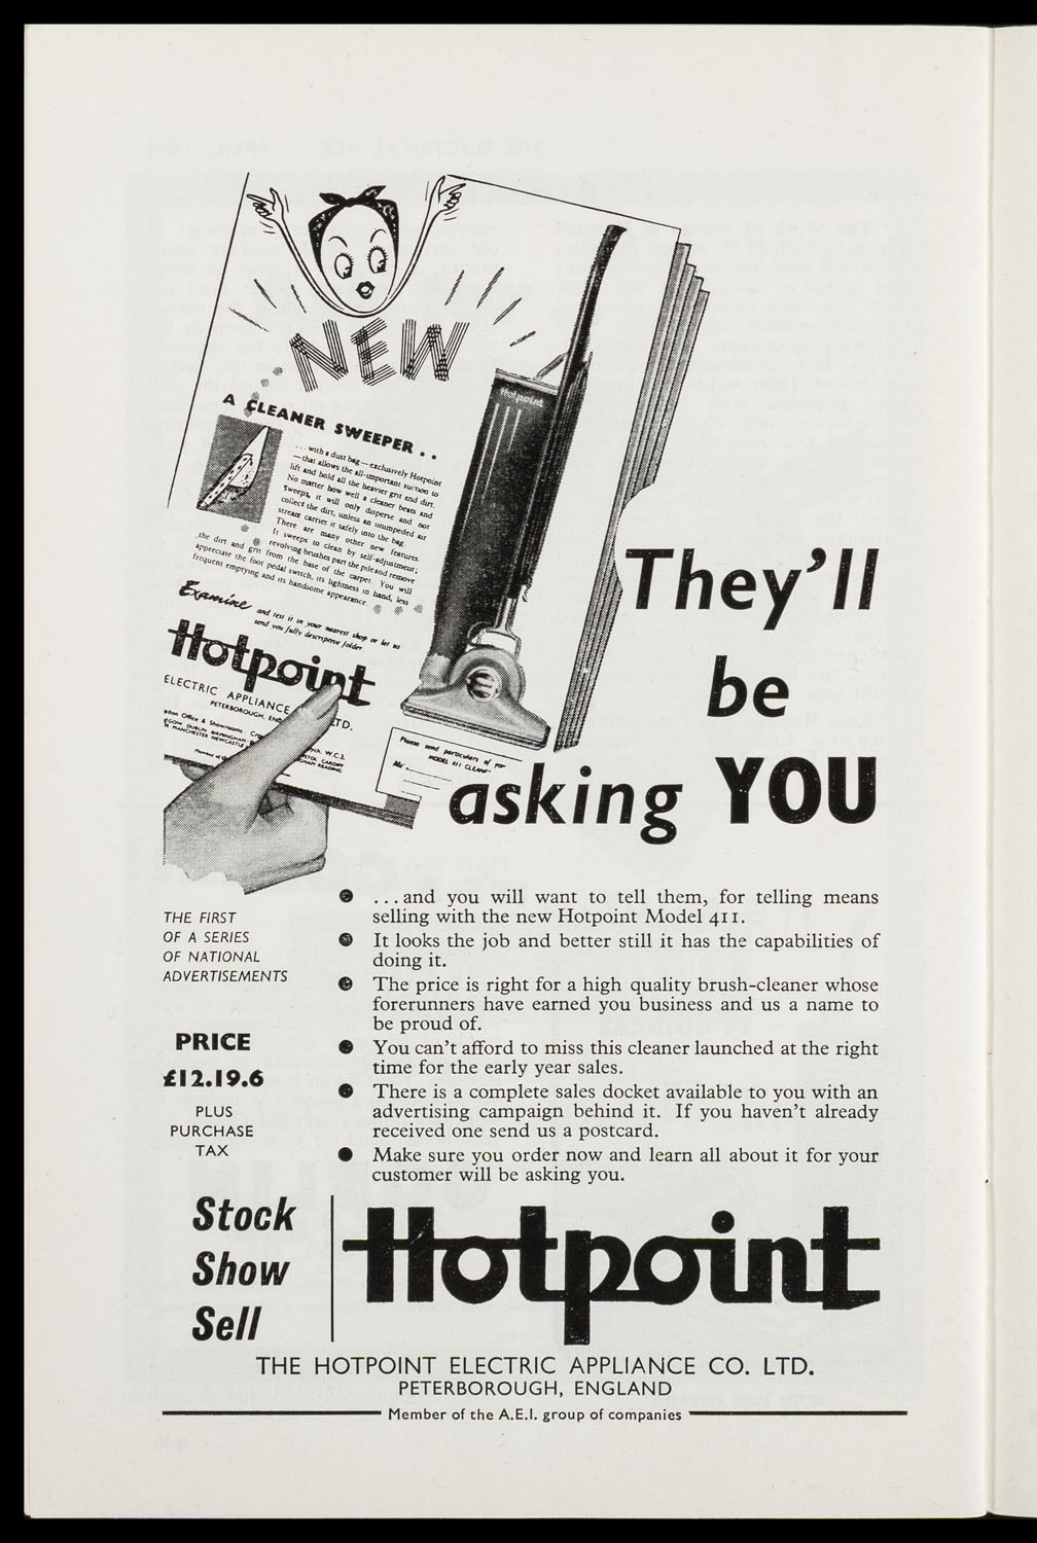 NEW
A CLEANER SWEEPER . .
Hotpoint
... with a dust bag—exclusively Hotpoint
—that allows the all-important suction to
lift and hold all the heavier grit and dirt.
No matter how well a cleaner beats and
sweeps, it will only disperse and not
collect the dirt, unless an unimpeded air
stream carries it safely into the bag.
There are many other new features.
It sweeps to clean by self-adjustment;
revolving brushes part the pile and remove
the dirt and grit from the base of the carpet. You will
appreciate the foot pedal switch, its lightness in hand, less
frequent emptying and its handsome appearance.
Examine and test it in your nearest shop or let us
send you fully descriptive folder
Hotpoint
ELECTRIC APPLIANCE LTD.
PETERBOROUGH,
Office & Showrooms W.C.2.
DUBLIN BIRMINGHAM CARDIFF
MANCHESTER NEWCASTLE READING
Member of
Please send particulars of
MODEL 411
They'll
be
asking YOU
THE FIRST
OF A SERIES
OF NATIONAL
ADVERTISEMENTS
PRICE
£12.19.6
PLUS
PURCHASE
TAX
● ...and you will want to tell them, for telling means
selling with the new Hotpoint Model 411.
● It looks the job and better still it has the capabilities of
doing it.
● The price is right for a high quality brush-cleaner whose
forerunners have earned you business and us a name to
be proud of.
● You can't afford to miss this cleaner launched at the right
time for the early year sales.
● There is a complete sales docket available to you with an
advertising campaign behind it. If you haven't already
received one send us a postcard.
● Make sure you order now and learn all about it for your
customer will be asking you.
Stock
Show
Sell
Hotpoint
THE HOTPOINT ELECTRIC APPLIANCE CO. LTD.
PETERBOROUGH, ENGLAND
Member of the A.E.I. group of companies